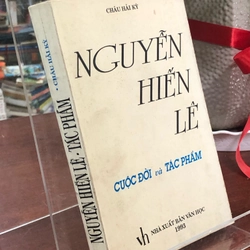 CHÂU HẢI KỲ
NGUYỄN
HIẾN
LÊ
CUỘC ĐỜI và TÁC PHẨM
vh NHÀ XUẤT BẢN VĂN HỌC
1993
• CHÂU HẢI KỲ
NGUYỄN HIẾN LÊ TÁC PHẨM